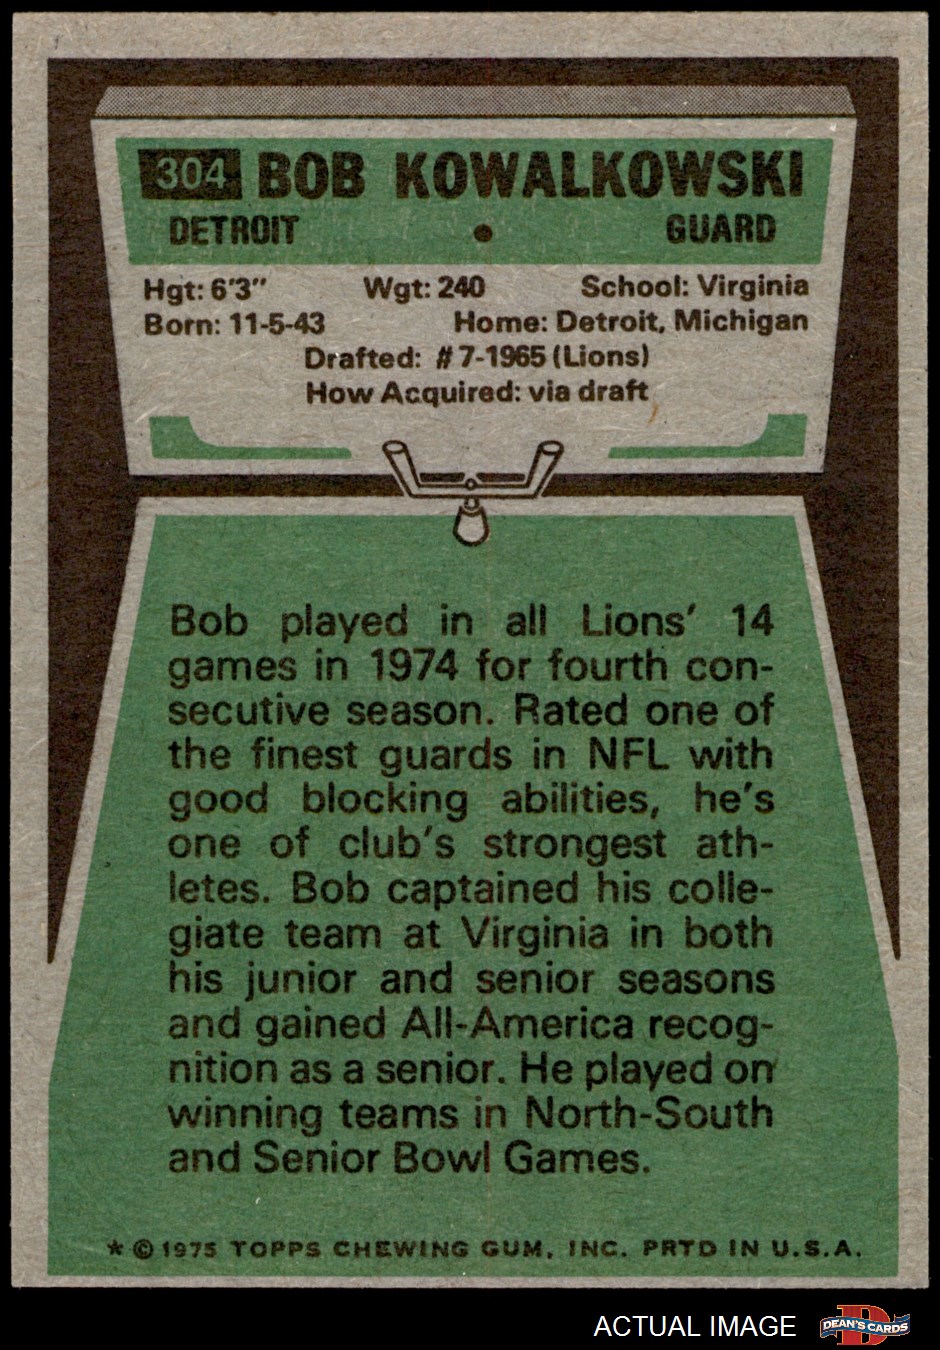 304 BOB KOWALKOWSKI
DETROIT • GUARD
Hgt: 6'3" Wgt: 240 School: Virginia
Born: 11-5-43 Home: Detroit, Michigan
Drafted: #7-1965 (Lions)
How Acquired: via draft
Bob played in all Lions' 14
games in 1974 for fourth con-
secutive season. Rated one of
the finest guards in NFL with
good blocking abilities, he's
one of club's strongest ath-
letes. Bob captained his colle-
giate team at Virginia in both
his junior and senior seasons
and gained All-America recog-
nition as a senior. He played on
winning teams in North-South
and Senior Bowl Games.
* © 1975 TOPPS CHEWING GUM, INC. PRTD IN U.S.A.
ACTUAL IMAGE D DEAN'S CARDS